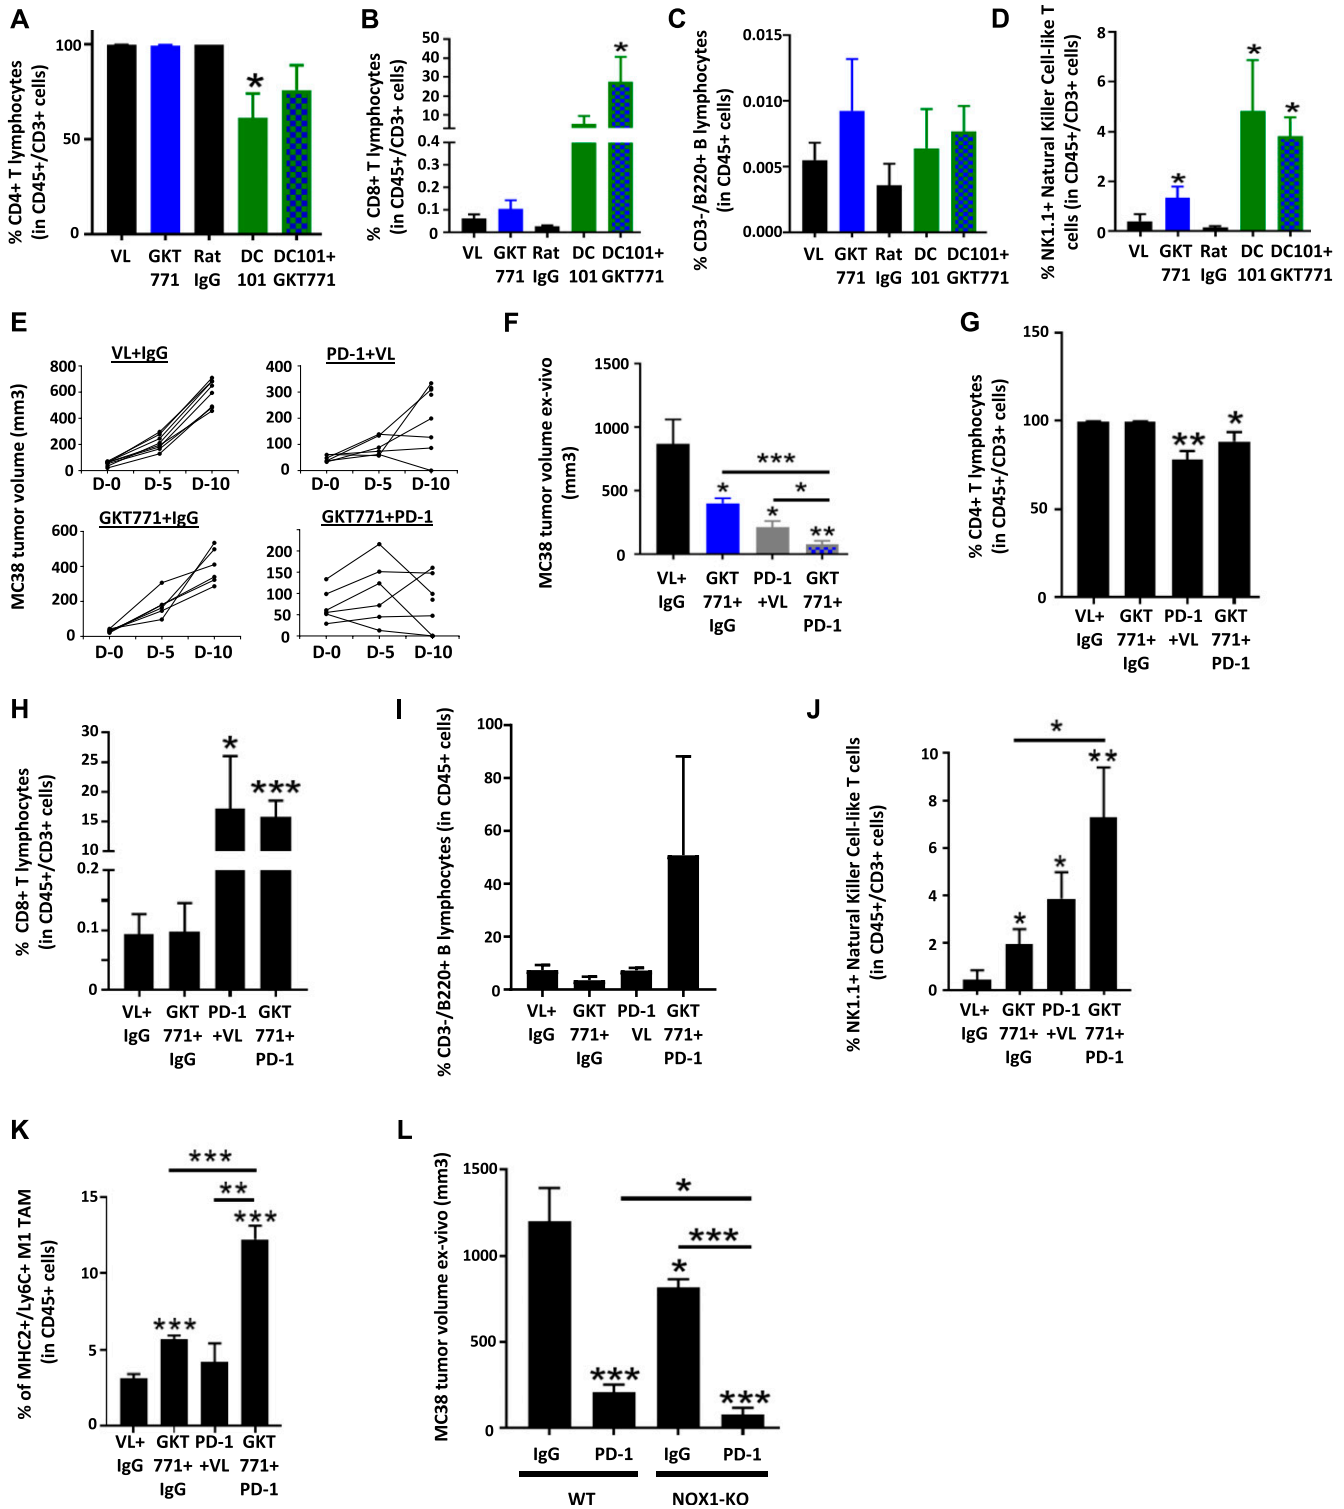 A
% CD4+ T lymphocytes
(in CD45+/CD3+ cells)
100
50
0
VL GKT Rat DC DC101+
771 IgG 101 GKT771
*
B
% CD8+ T lymphocytes
(in CD45+/CD3+ cells)
50
40
30
20
10
0.4
0.3
0.2
0.1
0
VL GKT Rat DC DC101+
771 IgG 101 GKT771
*
C
% CD3-/B220+ B lymphocytes
(in CD45+ cells)
0.015
0.010
0.005
0.000
VL GKT Rat DC DC101+
771 IgG 101 GKT771
D
% NK1.1+ Natural Killer Cell-like T
cells (in CD45+/CD3+ cells)
8
6
4
2
0
VL GKT Rat DC DC101+
771 IgG 101 GKT771
* * *
E
MC38 tumor volume (mm3)
VL+IgG
800
600
400
200
0
D-0 D-5 D-10
PD-1+VL
400
300
200
100
0
D-0 D-5 D-10
GKT771+IgG
600
400
200
0
D-0 D-5 D-10
GKT771+PD-1
200
150
100
50
0
D-0 D-5 D-10
F
MC38 tumor volume ex-vivo
(mm3)
1500
1000
500
0
***
*
* * **
VL+ GKT PD-1 GKT
IgG 771+ +VL 771+
IgG PD-1
G
% CD4+ T lymphocytes
(in CD45+/CD3+ cells)
150
100
50
0
** *
VL+ GKT PD-1 GKT
IgG 771+ +VL 771+
IgG PD-1
H
% CD8+ T lymphocytes
(in CD45+/CD3+ cells)
30
25
20
15
10
0.2
0.1
0
* ***
VL+ GKT PD-1 GKT
IgG 771+ +VL 771+
IgG PD-1
I
% CD3-/B220+ B lymphocytes (in CD45+ cells)
100
80
60
40
20
0
VL+ GKT PD-1 GKT
IgG 771+ VL 771+
IgG PD-1
J
% NK1.1+ Natural Killer Cell-like T cells
(in CD45+/CD3+ cells)
10
8
6
4
2
0
*
* * **
VL+ GKT PD-1 GKT
IgG 771+ +VL 771+
IgG PD-1
K
% of MHC2+/Ly6C+ M1 TAM
(in CD45+ cells)
15
10
5
0
***
**
*** ***
VL+ GKT PD-1 GKT
IgG 771+ +VL 771+
IgG PD-1
L
MC38 tumor volume ex-vivo (mm3)
1500
1000
500
0
*
***
*** * ***
IgG PD-1 IgG PD-1
WT NOX1-KO